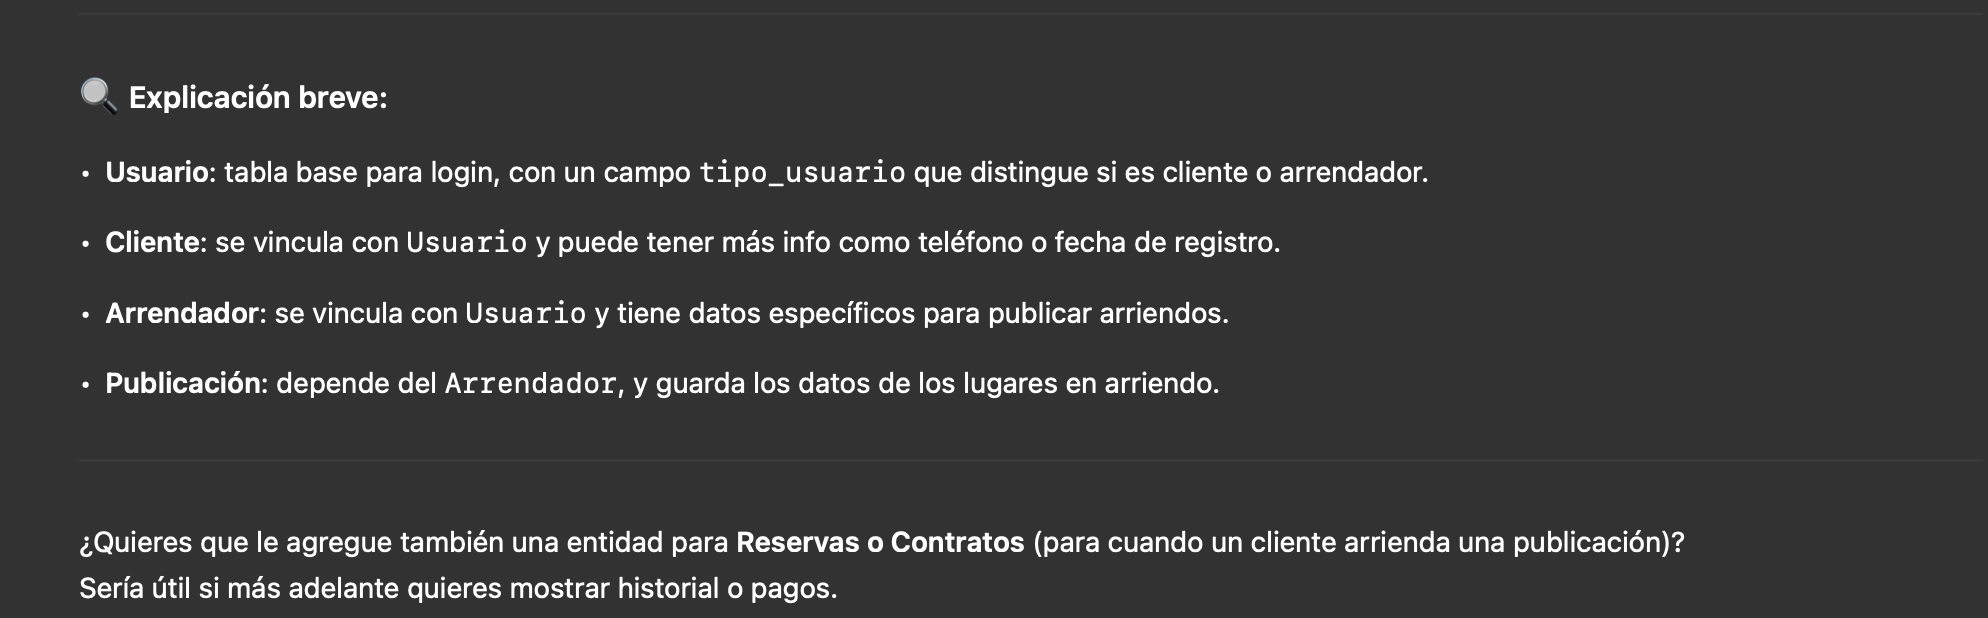 🔍 Explicación breve:
• Usuario: tabla base para login, con un campo tipo_usuario que distingue si es cliente o arrendador.
• Cliente: se vincula con Usuario y puede tener más info como teléfono o fecha de registro.
• Arrendador: se vincula con Usuario y tiene datos específicos para publicar arriendos.
• Publicación: depende del Arrendador, y guarda los datos de los lugares en arriendo.
¿Quieres que le agregue también una entidad para Reservas o Contratos (para cuando un cliente arrienda una publicación)?
Sería útil si más adelante quieres mostrar historial o pagos.